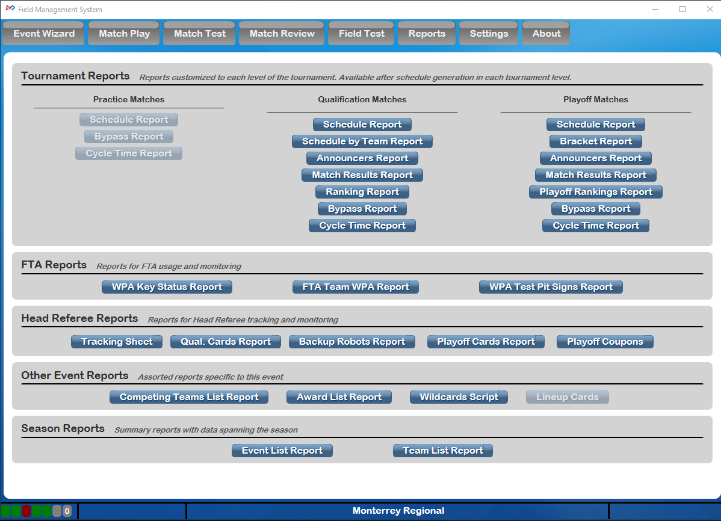 Field Management System
Event Wizard Match Play Match Test Match Review Field Test Reports Settings About
Tournament Reports Reports customized to each level of the tournament. Available after schedule generation in each tournament level.
Practice Matches Qualification Matches Playoff Matches
Schedule Report Schedule Report Schedule Report
Bypass Report Schedule by Team Report Bracket Report
Cycle Time Report Announcers Report Announcers Report
Match Results Report Match Results Report
Ranking Report Playoff Rankings Report
Bypass Report Bypass Report
Cycle Time Report Cycle Time Report
FTA Reports Reports for FTA usage and monitoring
WPA Key Status Report FTA Team WPA Report WPA Test Pit Signs Report
Head Referee Reports Reports for Head Referee tracking and monitoring
Tracking Sheet Qual. Cards Report Backup Robots Report Playoff Cards Report Playoff Coupons
Other Event Reports Assorted reports specific to this event
Competing Teams List Report Award List Report Wildcards Script Lineup Cards
Season Reports Summary reports with data spanning the season
Event List Report Team List Report
0 Monterrey Regional